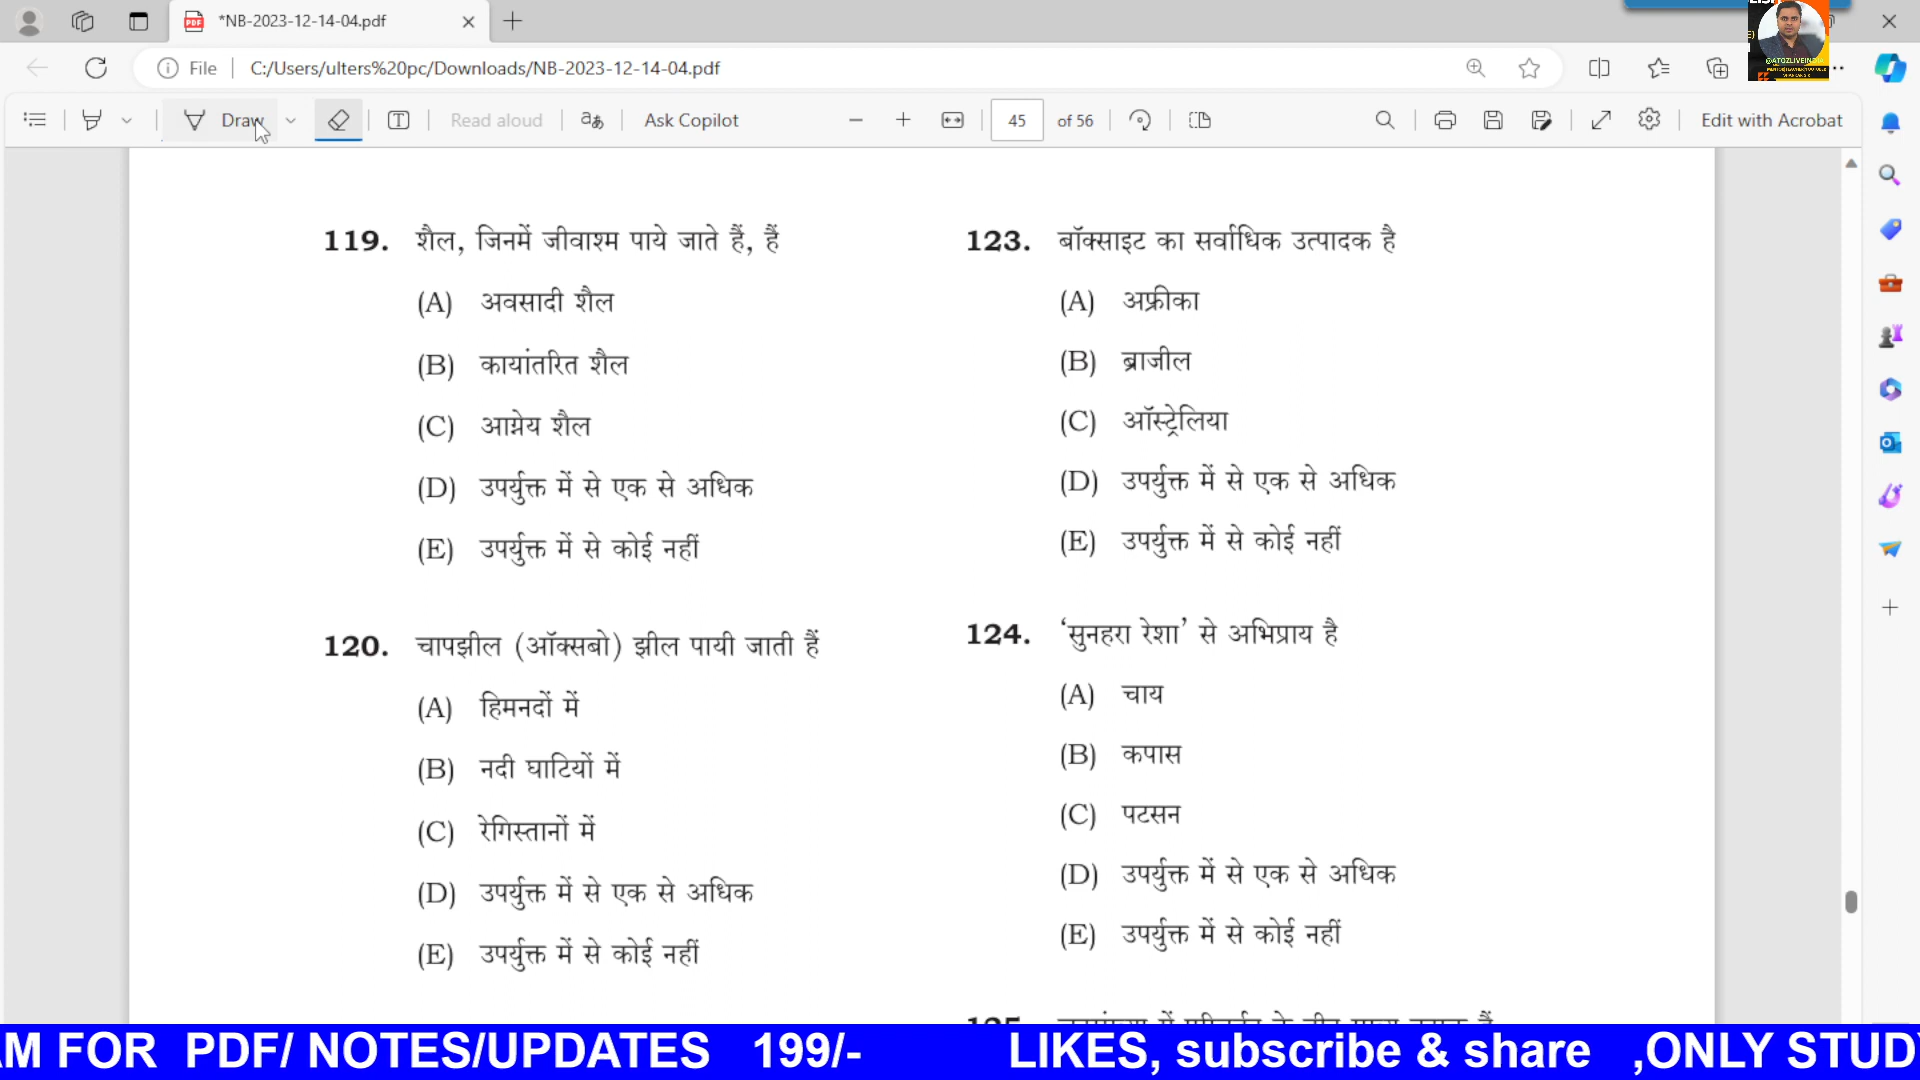 *NB-2023-12-14-04.pdf
File
C:/Users/ulters%20pc/Downloads/NB-2023-12-14-04.pdf
Draw
Read aloud
Ask Copilot
45
of 56
Edit with Acrobat
@ATOZLIVEINDIA
119. शैल, जिनमें जीवाश्म पाये जाते हैं, हैं
(A) अवसादी शैल
(B) कायांतरित शैल
(C) आग्नेय शैल
(D) उपर्युक्त में से एक से अधिक
(E) उपर्युक्त में से कोई नहीं
120. चापझील (ऑक्सबो) झील पायी जाती हैं
(A) हिमनदों में
(B) नदी घाटियों में
(C) रेगिस्तानों में
(D) उपर्युक्त में से एक से अधिक
(E) उपर्युक्त में से कोई नहीं
123. बॉक्साइट का सर्वाधिक उत्पादक है
(A) अफ्रीका
(B) ब्राजील
(C) ऑस्ट्रेलिया
(D) उपर्युक्त में से एक से अधिक
(E) उपर्युक्त में से कोई नहीं
124. ‘सुनहरा रेशा’ से अभिप्राय है
(A) चाय
(B) कपास
(C) पटसन
(D) उपर्युक्त में से एक से अधिक
(E) उपर्युक्त में से कोई नहीं
AM FOR PDF/ NOTES/UPDATES 199/- LIKES, subscribe & share ,ONLY STUDY